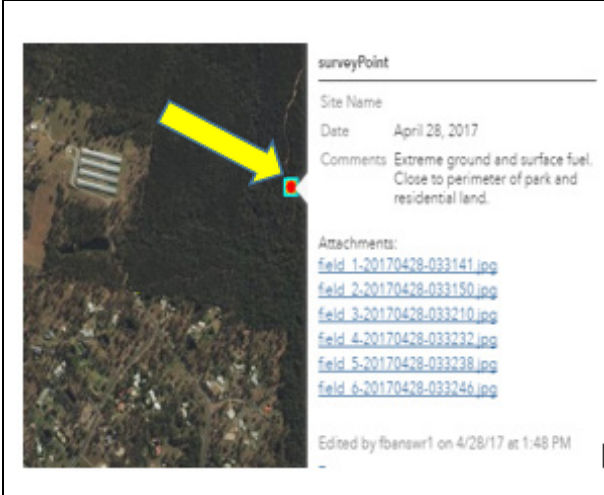 surveyPoint
Site Name
Date April 28, 2017
Comments Extreme ground and surface fuel.
Close to perimeter of park and
residential land.
Attachments:
field_1-20170428-033141.jpg
field_2-20170428-033150.jpg
field_3-20170428-033210.jpg
field_4-20170428-033232.jpg
field_5-20170428-033238.jpg
field_6-20170428-033246.jpg
Edited by fbanswr1 on 4/28/17 at 1:48 PM